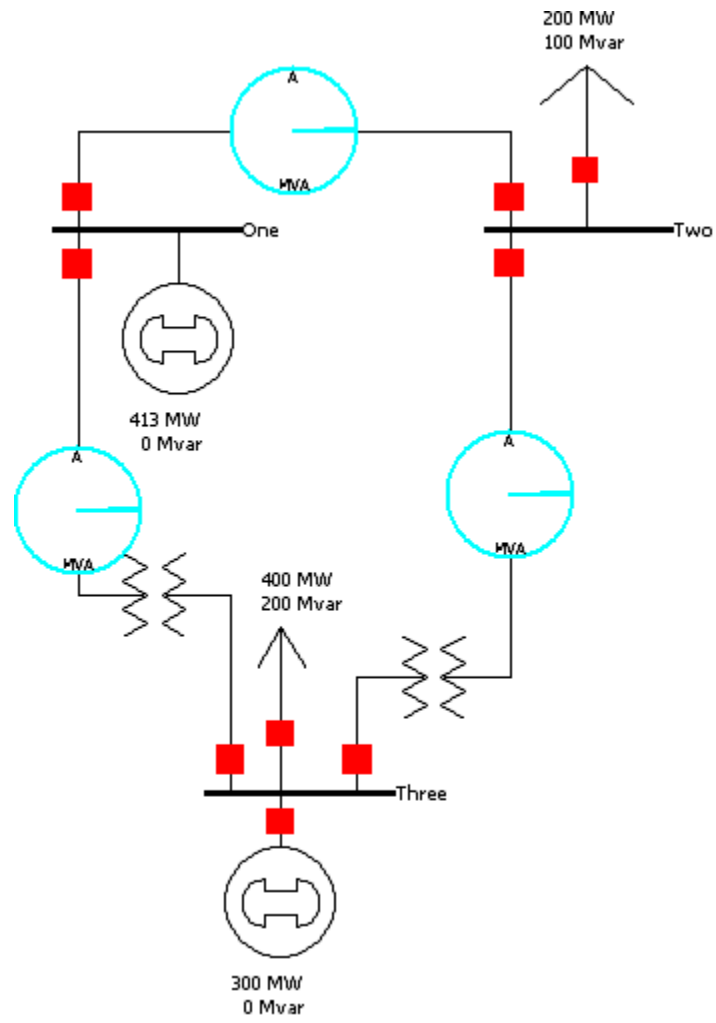 200 MW
100 Mvar
A
MVA
One
Two
413 MW
0 Mvar
A
MVA
A
MVA
400 MW
200 Mvar
Three
300 MW
0 Mvar